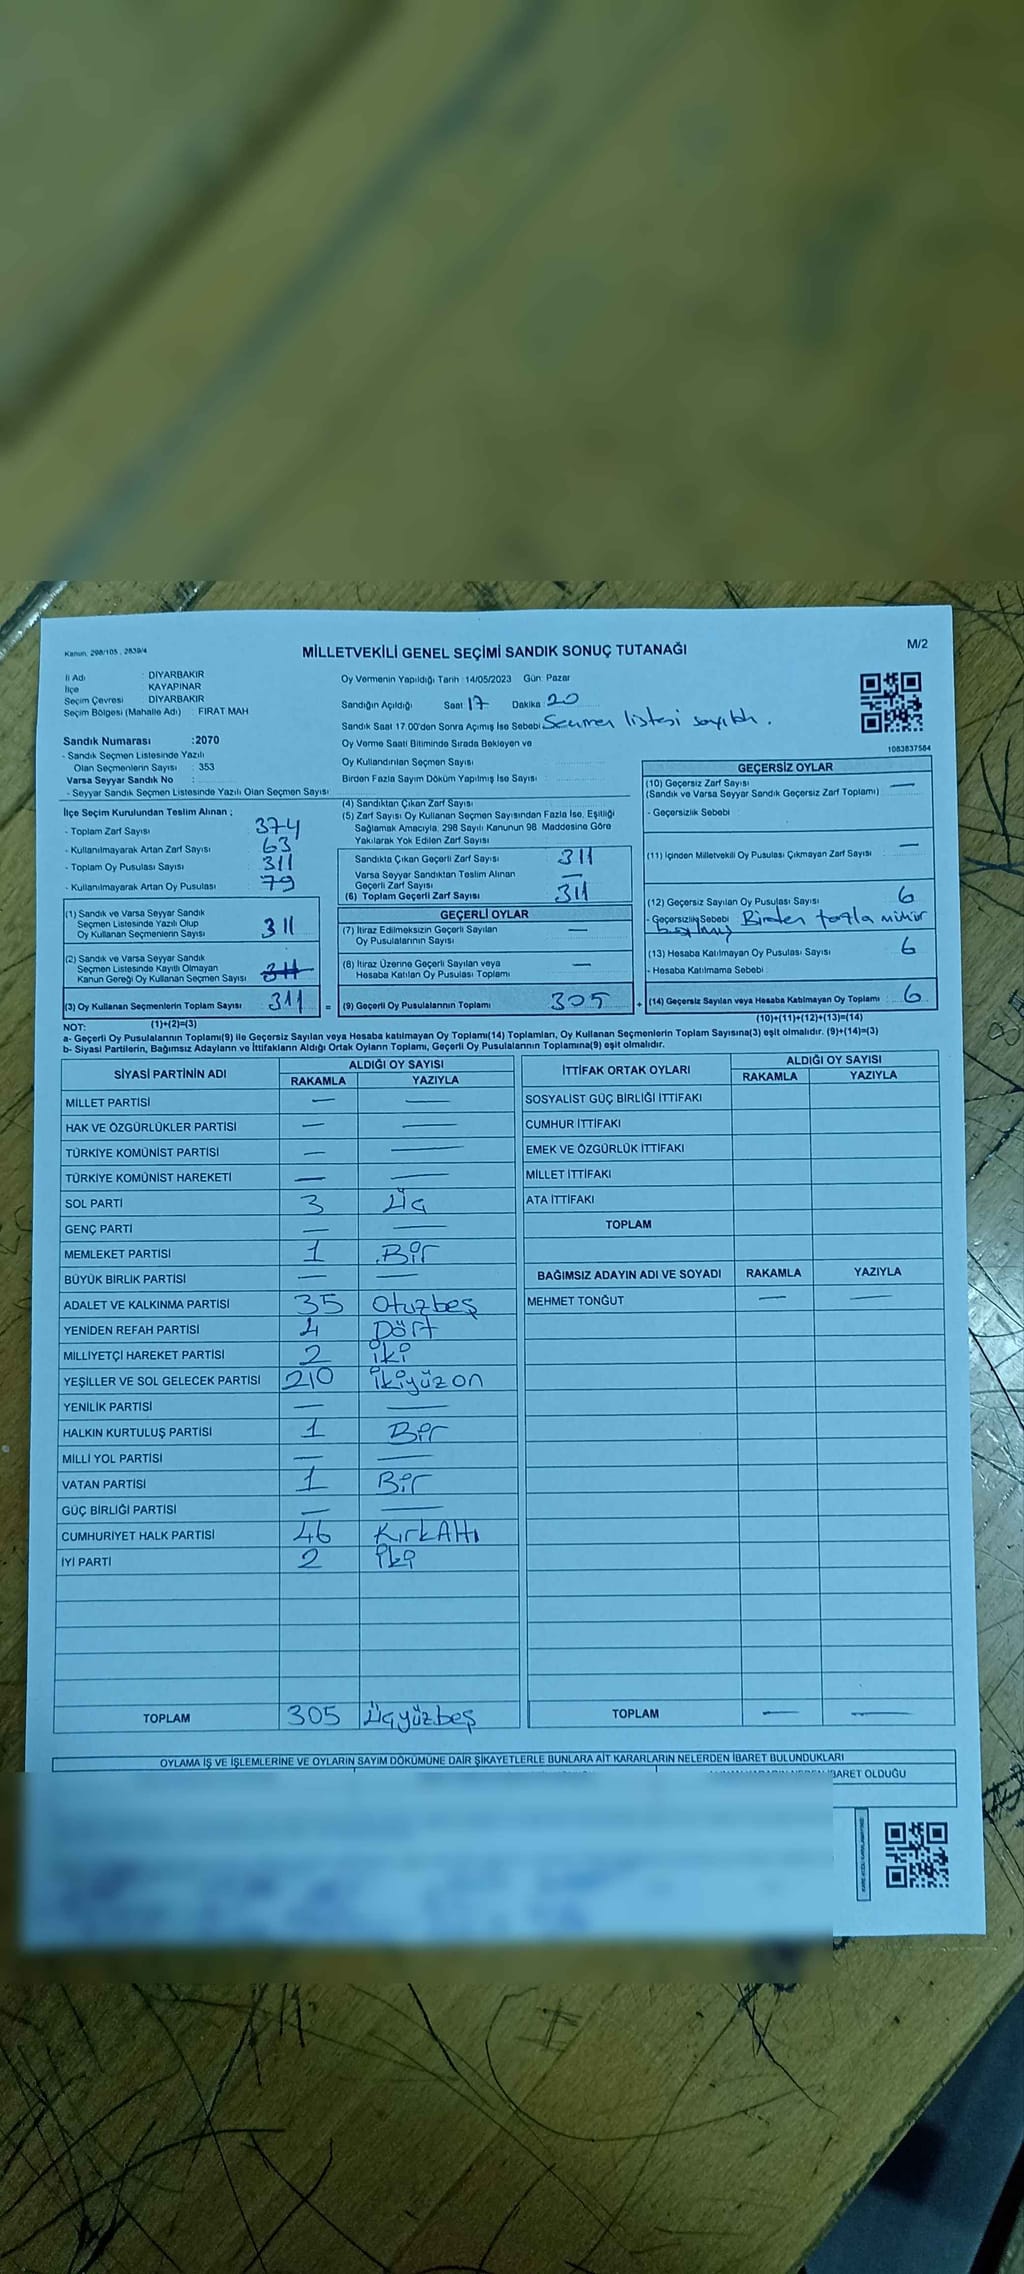 Kanun, 298/105 , 2839/4
MİLLETVEKİLİ GENEL SEÇİMİ SANDIK SONUÇ TUTANAĞI
M/2
İl Adı : DİYARBAKIR
İlçe KAYAPINAR
Seçim Çevresi DİYARBAKIR
Seçim Bölgesi (Mahalle Adı) : FIRAT MAH
Sandık Numarası :2070
- Sandık Seçmen Listesinde Yazılı
Olan Seçmenlerin Sayısı : 353
Varsa Seyyar Sandık No :
- Seyyar Sandık Seçmen Listesinde Yazılı Olan Seçmen Sayısı :
Oy Vermenin Yapıldığı Tarih :14/05/2023 Gün: Pazar
Sandığın Açıldığı Saat 17 Dakika 20
Sandık Saat 17.00'den Sonra Açımış İse Sebebi Seçmen listesi sayıldı.
Oy Verme Saati Bitiminde Sırada Bekleyen ve
Oy Kullandırılan Seçmen Sayısı
Birden Fazla Sayım Döküm Yapılmış İse Sayısı
1083837584
İlçe Seçim Kurulundan Teslim Alınan ;
- Toplam Zarf Sayısı 374
- Kullanılmayarak Artan Zarf Sayısı 63
- Toplam Oy Pusulası Sayısı 311
- Kullanılmayarak Artan Oy Pusulası 79
(1) Sandık ve Varsa Seyyar Sandık
Seçmen Listesinde Yazılı Olup
Oy Kullanan Seçmenlerin Sayısı 311
(2) Sandık ve Varsa Seyyar Sandık
Seçmen Listesinde Kayıtlı Olmayan
Kanun Gereği Oy Kullanan Seçmen Sayısı 311
(3) Oy Kullanan Seçmenlerin Toplam Sayısı 311 =
(4) Sandıktan Çıkan Zarf Sayısı
(5) Zarf Sayısı Oy Kullanan Seçmen Sayısından Fazla İse, Eşitliği
Sağlamak Amacıyla, 298 Sayılı Kanunun 98. Maddesine Göre
Yakılarak Yok Edilen Zarf Sayısı
Sandıkta Çıkan Geçerli Zarf Sayısı 311
Varsa Seyyar Sandıktan Teslim Alınan
Geçerli Zarf Sayısı —
(6) Toplam Geçerli Zarf Sayısı 311
GEÇERLİ OYLAR
(7) İtiraz Edilmeksizin Geçerli Sayılan
Oy Pusulalarının Sayısı —
(8) İtiraz Üzerine Geçerli Sayılan veya
Hesaba Katılan Oy Pusulası Toplamı —
(9) Geçerli Oy Pusulalarının Toplamı 305 +
GEÇERSİZ OYLAR
(10) Geçersiz Zarf Sayısı —
(Sandık ve Varsa Seyyar Sandık Geçersiz Zarf Toplamı)
- Geçersizlik Sebebi
(11) İçinden Milletvekili Oy Pusulası Çıkmayan Zarf Sayısı —
(12) Geçersiz Sayılan Oy Pusulası Sayısı 6
- Geçersizlik Sebebi Birden fazla mühür
(13) Hesaba Katılmayan Oy Pusulası Sayısı 6
- Hesaba Katılmama Sebebi
(14) Geçersiz Sayılan veya Hesaba Katılmayan Oy Toplamı : 6
NOT: (1)+(2)=(3)
(10)+(11)+(12)+(13)=(14)
a- Geçerli Oy Pusulalarının Toplamı(9) ile Geçersiz Sayılan veya Hesaba katılmayan Oy Toplamı(14) Toplamları, Oy Kullanan Seçmenlerin Toplam Sayısına(3) eşit olmalıdır. (9)+(14)=(3)
b- Siyasi Partilerin, Bağımsız Adayların ve İttifakların Aldığı Ortak Oyların Toplamı, Geçerli Oy Pusulalarının Toplamına(9) eşit olmalıdır.
SİYASİ PARTİNİN ADI
ALDIĞI OY SAYISI
RAKAMLA YAZIYLA
MİLLET PARTİSİ — —
HAK VE ÖZGÜRLÜKLER PARTİSİ — —
TÜRKİYE KOMÜNİST PARTİSİ — —
TÜRKİYE KOMÜNİST HAREKETİ — —
SOL PARTİ 3 Üç
GENÇ PARTİ — —
MEMLEKET PARTİSİ 1 Bir
BÜYÜK BİRLİK PARTİSİ — —
ADALET VE KALKINMA PARTİSİ 35 Otuzbeş
YENİDEN REFAH PARTİSİ 4 Dört
MİLLİYETÇİ HAREKET PARTİSİ 2 iki
YEŞİLLER VE SOL GELECEK PARTİSİ 210 ikiyüzon
YENİLİK PARTİSİ — —
HALKIN KURTULUŞ PARTİSİ 1 Bir
MİLLİ YOL PARTİSİ — —
VATAN PARTİSİ 1 Bir
GÜÇ BİRLİĞİ PARTİSİ — —
CUMHURİYET HALK PARTİSİ 46 KırkAltı
İYİ PARTİ 2 iki
TOPLAM 305 Üçyüzbeş
İTTİFAK ORTAK OYLARI
ALDIĞI OY SAYISI
RAKAMLA YAZIYLA
SOSYALİST GÜÇ BİRLİĞİ İTTİFAKI
CUMHUR İTTİFAKI
EMEK VE ÖZGÜRLÜK İTTİFAKI
MİLLET İTTİFAKI
ATA İTTİFAKI
TOPLAM
BAĞIMSIZ ADAYIN ADI VE SOYADI RAKAMLA YAZIYLA
MEHMET TONĞUT — —
TOPLAM — —
OYLAMA İŞ VE İŞLEMLERİNE VE OYLARIN SAYIM DÖKÜMÜNE DAİR ŞİKAYETLERLE BUNLARA AİT KARARLARIN NELERDEN İBARET BULUNDUKLARI
BARET OLDUĞU